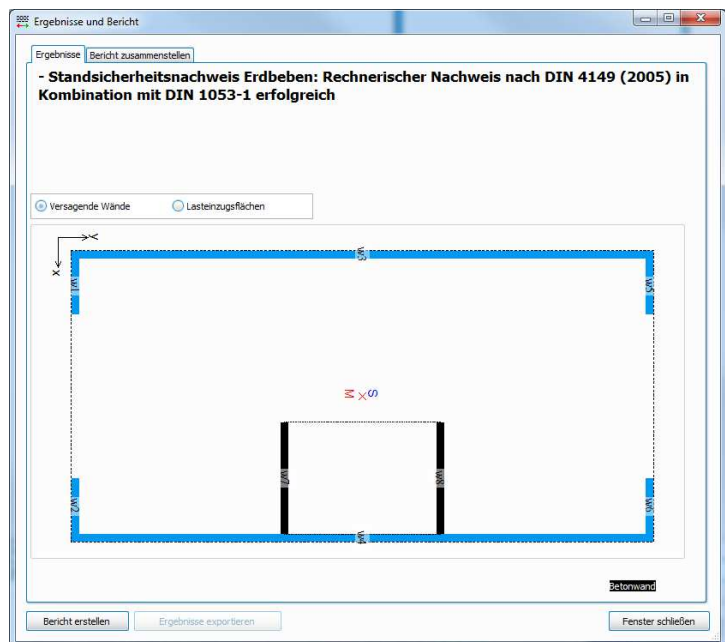 Ergebnisse und Bericht
Ergebnisse Bericht zusammenstellen
- Standsicherheitsnachweis Erdbeben: Rechnerischer Nachweis nach DIN 4149 (2005) in
Kombination mit DIN 1053-1 erfolgreich
Versagende Wände Lasteinzugsflächen
Y
X
w3
w1
w5
M S
w7
w8
w2
w6
w4
Betonwand
Bericht erstellen Ergebnisse exportieren Fenster schließen